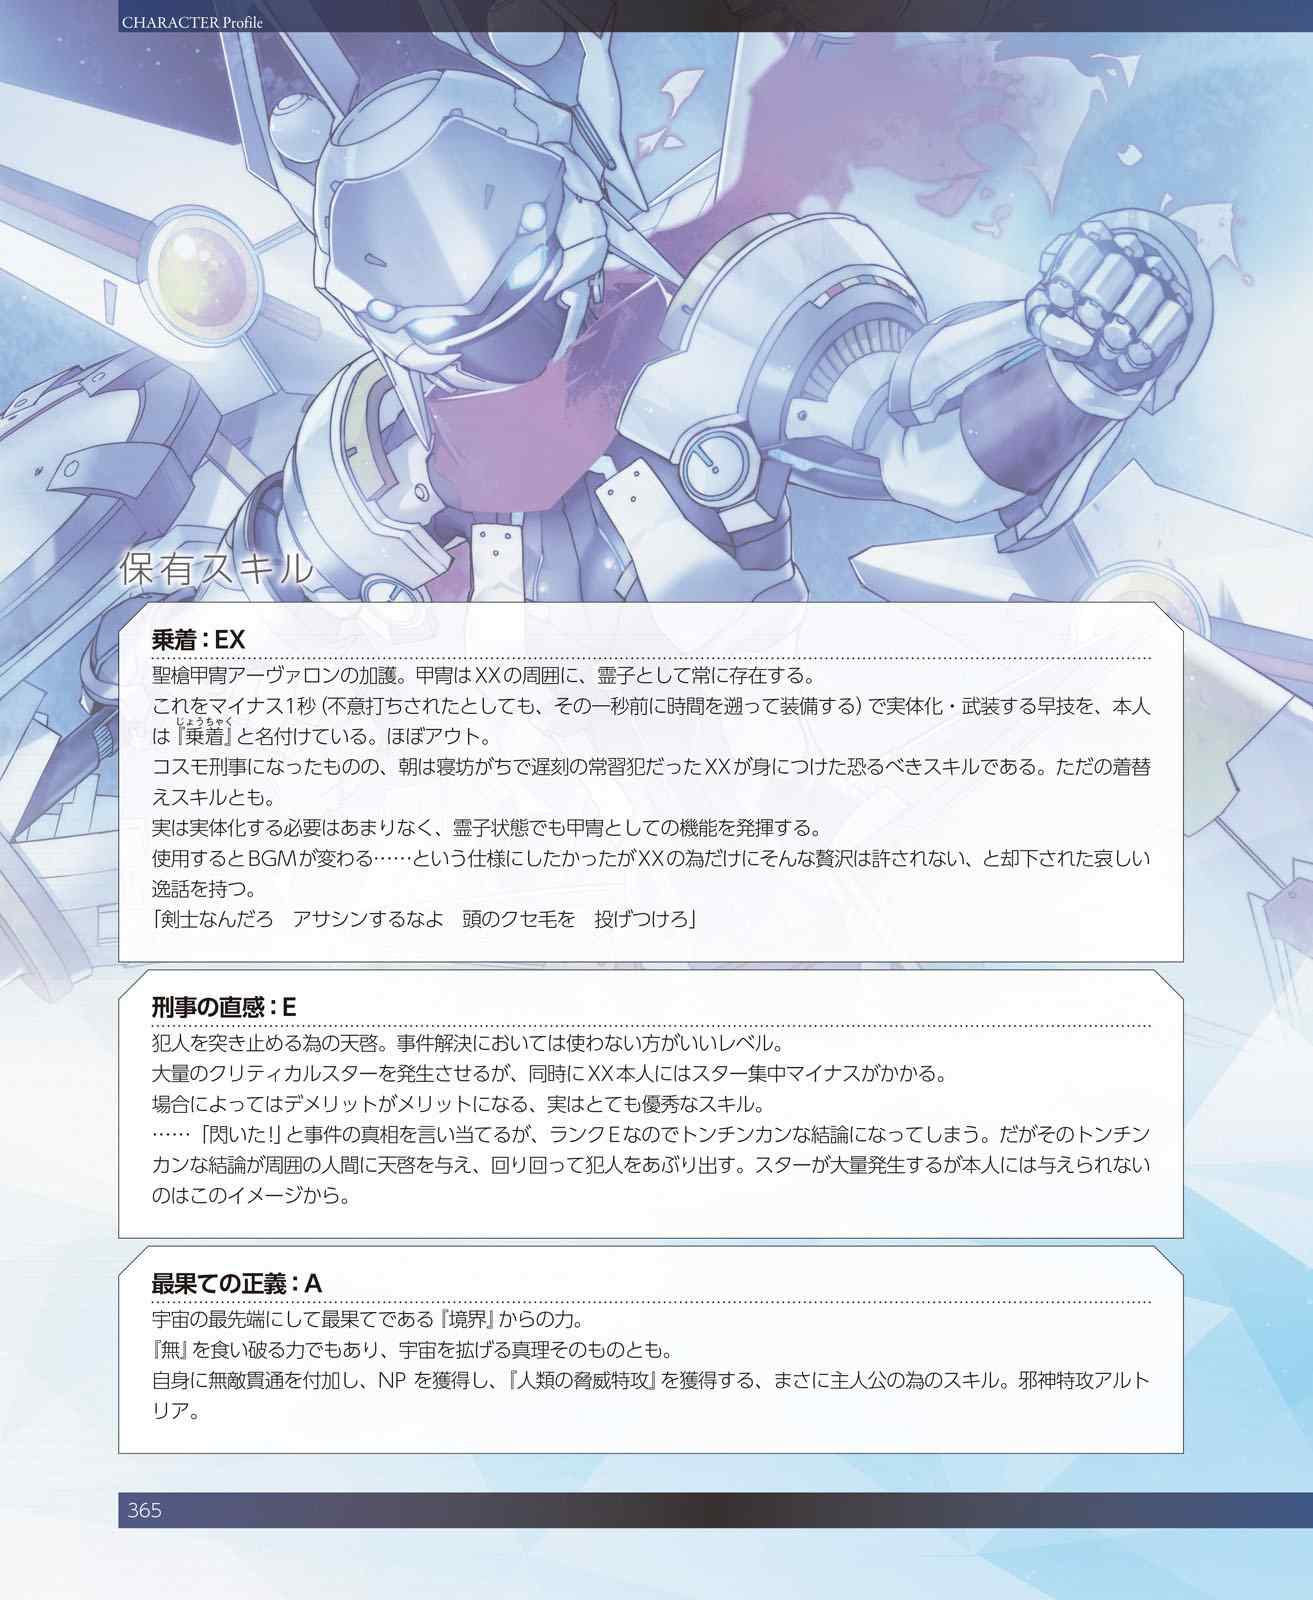 CHARACTER Profile
保有スキル
乗着：EX
聖槍甲冑アーヴァロンの加護。甲冑はXXの周囲に、霊子として常に存在する。
これをマイナス1秒（不意打ちされたとしても、その一秒前に時間を遡って装備する）で実体化・武装する早技を、本人
じょうちゃく
は『乗着』と名付けている。ほぼアウト。
コスモ刑事になったものの、朝は寝坊がちで遅刻の常習犯だったXXが身につけた恐るべきスキルである。ただの着替
えスキルとも。
実は実体化する必要はあまりなく、霊子状態でも甲冑としての機能を発揮する。
使用するとBGMが変わる……という仕様にしたかったがXXの為だけにそんな贅沢は許されない、と却下された哀しい
逸話を持つ。
「剣士なんだろ　アサシンするなよ　頭のクセ毛を　投げつけろ」
刑事の直感：E
犯人を突き止める為の天啓。事件解決においては使わない方がいいレベル。
大量のクリティカルスターを発生させるが、同時にXX本人にはスター集中マイナスがかかる。
場合によってはデメリットがメリットになる、実はとても優秀なスキル。
……「閃いた！」と事件の真相を言い当てるが、ランクEなのでトンチンカンな結論になってしまう。だがそのトンチン
カンな結論が周囲の人間に天啓を与え、回り回って犯人をあぶり出す。スターが大量発生するが本人には与えられない
のはこのイメージから。
最果ての正義：A
宇宙の最先端にして最果てである『境界』からの力。
『無』を食い破る力でもあり、宇宙を拡げる真理そのものとも。
自身に無敵貫通を付加し、NP を獲得し、『人類の脅威特攻』を獲得する、まさに主人公の為のスキル。邪神特攻アルト
リア。
365